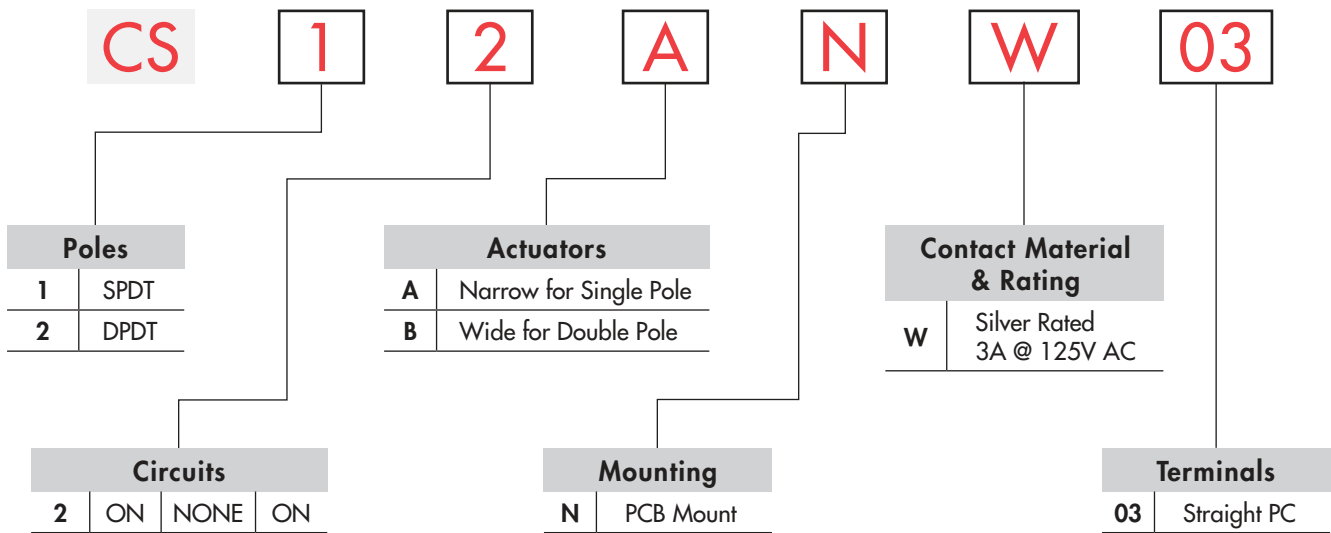 CS 1 2 A N W 03
Poles
1 SPDT
2 DPDT
Actuators
A Narrow for Single Pole
B Wide for Double Pole
Contact Material
& Rating
W Silver Rated
3A @ 125V AC
Circuits
2 ON NONE ON
Mounting
N PCB Mount
Terminals
03 Straight PC